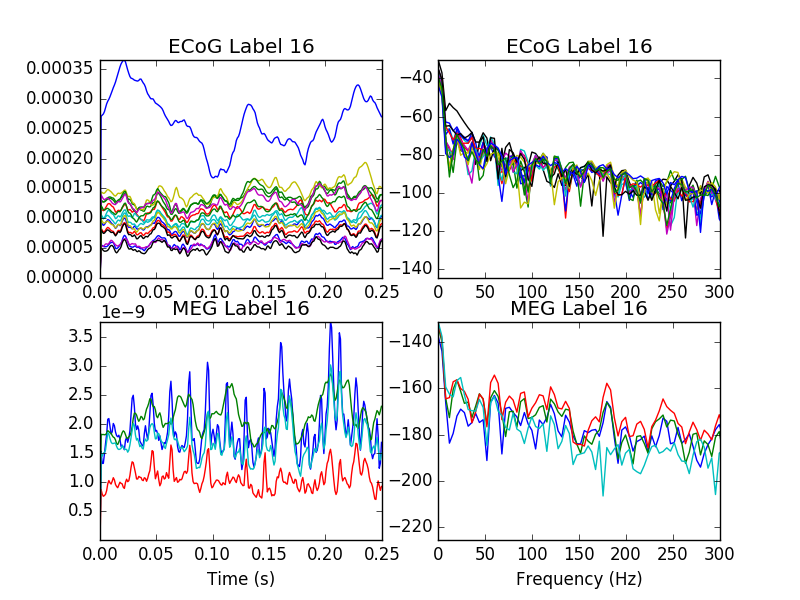 ECoG Label 16
0.00035
0.00030
0.00025
0.00020
0.00015
0.00010
0.00005
0.00000
0.00 0.05 0.10 0.15 0.20 0.25
ECoG Label 16
−40
−60
−80
−100
−120
−140
0 50 100 150 200 250 300
MEG Label 16
1e−9
3.5
3.0
2.5
2.0
1.5
1.0
0.5
0.00 0.05 0.10 0.15 0.20 0.25
Time (s)
MEG Label 16
−140
−160
−180
−200
−220
0 50 100 150 200 250 300
Frequency (Hz)